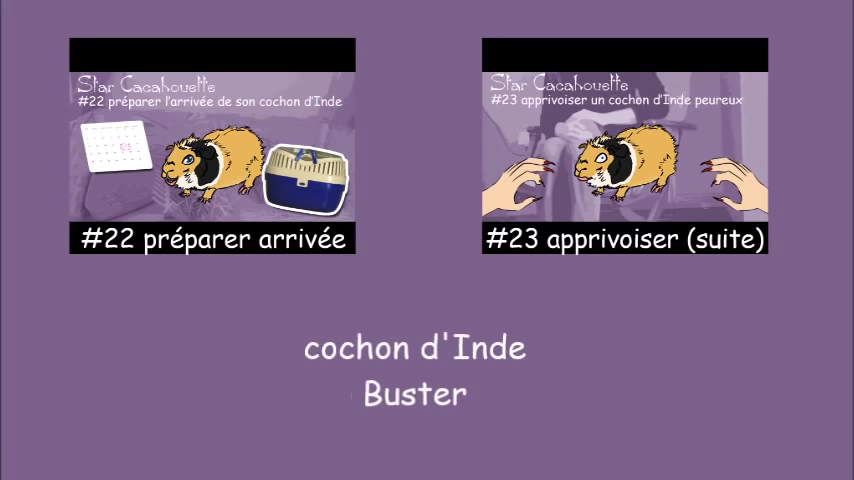 Star Cacahouette
#22 préparer l'arrivée de son cochon d'Inde
#22 préparer arrivée
Star Cacahouette
#23 apprivoiser un cochon d'Inde peureux
#23 apprivoiser (suite)
cochon d'Inde
Buster